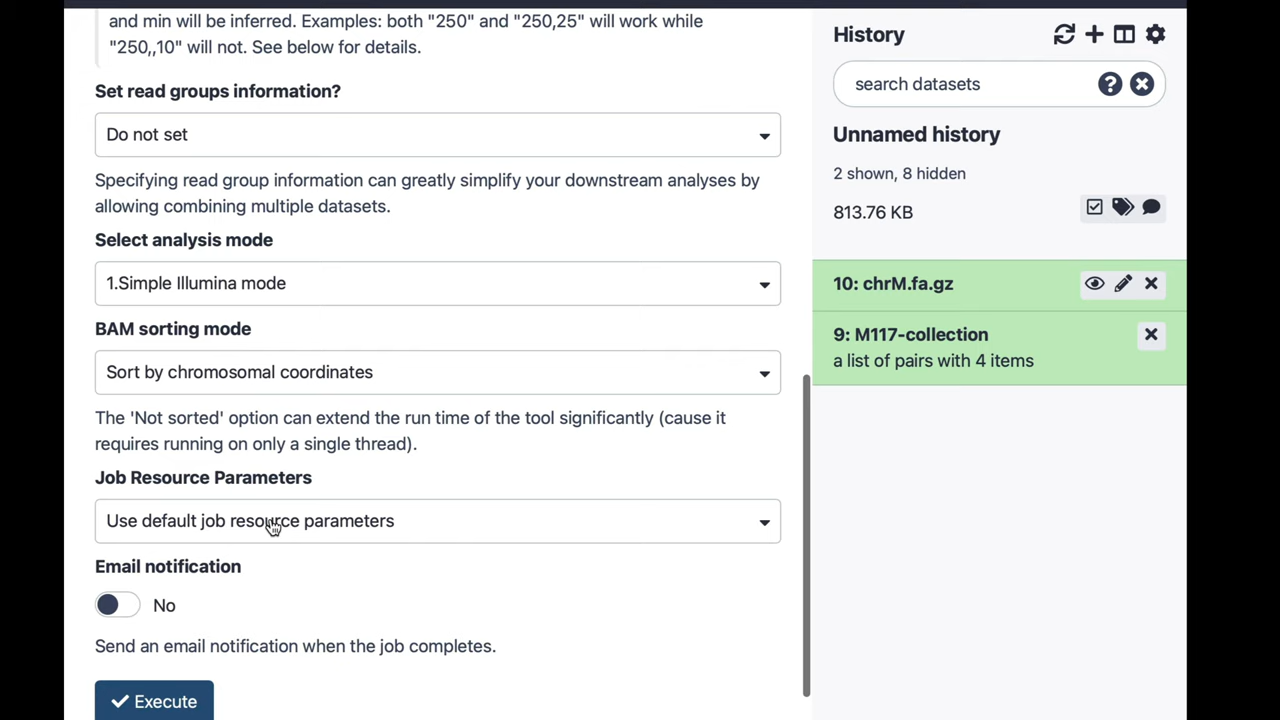 and min will be inferred. Examples: both "250" and "250,25" will work while
"250,,10" will not. See below for details.
Set read groups information?
Do not set
Specifying read group information can greatly simplify your downstream analyses by
allowing combining multiple datasets.
Select analysis mode
1.Simple Illumina mode
BAM sorting mode
Sort by chromosomal coordinates
The 'Not sorted' option can extend the run time of the tool significantly (cause it
requires running on only a single thread).
Job Resource Parameters
Use default job resource parameters
Email notification
No
Send an email notification when the job completes.
Execute
History
search datasets
Unnamed history
2 shown, 8 hidden
813.76 KB
10: chrM.fa.gz
9: M117-collection
a list of pairs with 4 items